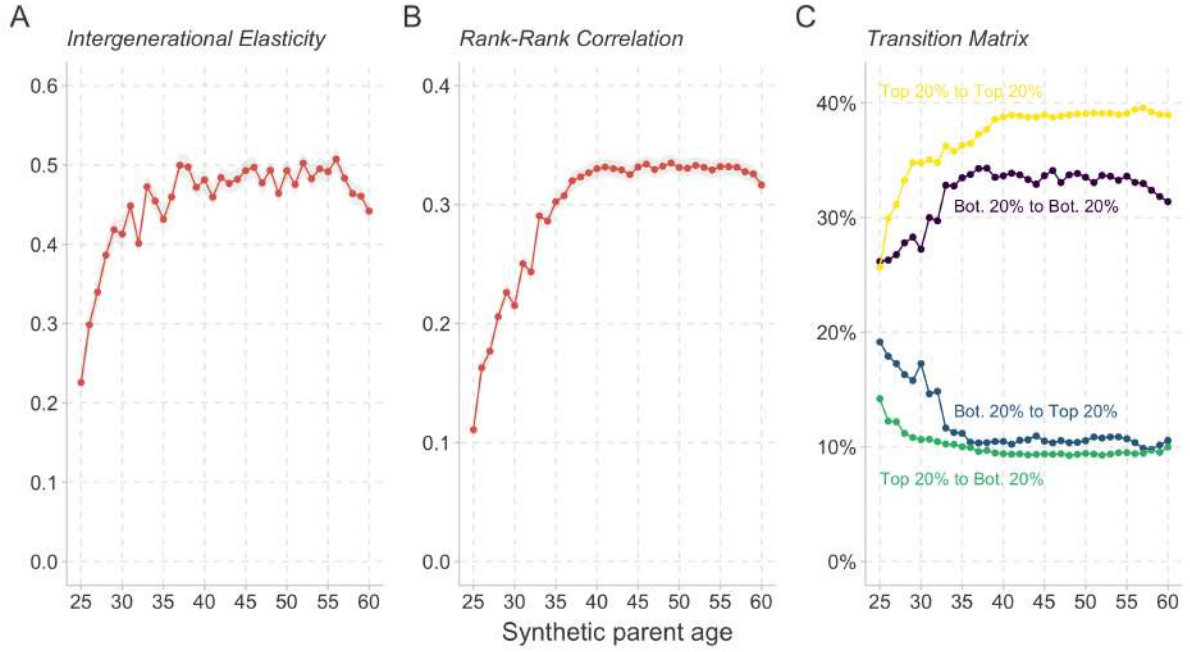 A
Intergenerational Elasticity
0.6
0.5
0.4
0.3
0.2
0.1
0.0
25 30 35 40 45 50 55 60
B
Rank-Rank Correlation
0.4
0.3
0.2
0.1
0.0
25 30 35 40 45 50 55 60
Synthetic parent age
C
Transition Matrix
40%
30%
20%
10%
0%
Top 20% to Top 20%
Bot. 20% to Bot. 20%
Bot. 20% to Top 20%
Top 20% to Bot. 20%
25 30 35 40 45 50 55 60